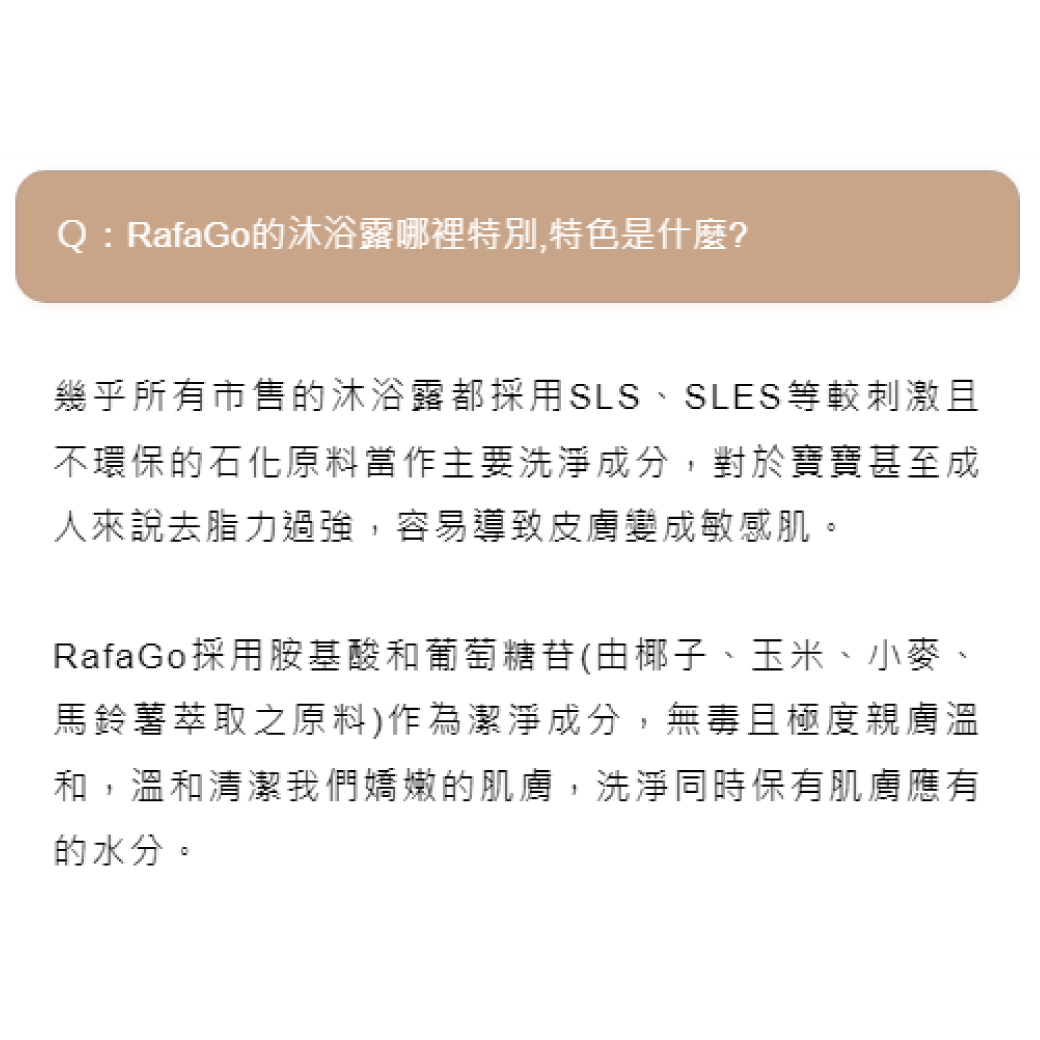 Q：RafaGo的沐浴露哪裡特別,特色是什麼?
幾乎所有市售的沐浴露都採用SLS、SLES等較刺激且
不環保的石化原料當作主要洗淨成分，對於寶寶甚至成
人來說去脂力過強，容易導致皮膚變成敏感肌。
RafaGo採用胺基酸和葡萄糖苷(由椰子、玉米、小麥、
馬鈴薯萃取之原料)作為潔淨成分，無毒且極度親膚溫
和，溫和清潔我們嬌嫩的肌膚，洗淨同時保有肌膚應有
的水分。